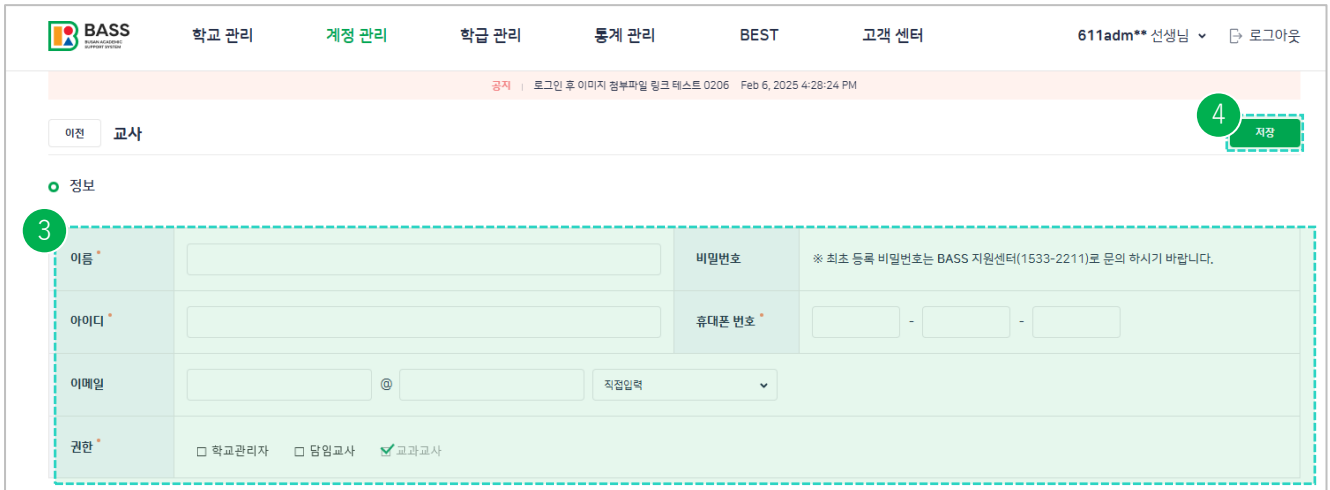 BASS
BUSAN ACADEMIC
SUPPORT SYSTEM
학교 관리 계정 관리 학급 관리 통계 관리 BEST 고객 센터 611adm** 선생님 로그아웃
공지 로그인 후 이미지 첨부파일 링크 테스트 0206 Feb 6, 2025 4:28:24 PM
이전 교사 4 저장
정보
3
이름 * 비밀번호 ※ 최초 등록 비밀번호는 BASS 지원센터(1533-2211)로 문의 하시기 바랍니다.
아이디 * 휴대폰 번호 * - -
이메일 @ 직접입력
권한 * 학교관리자 담임교사 교과교사